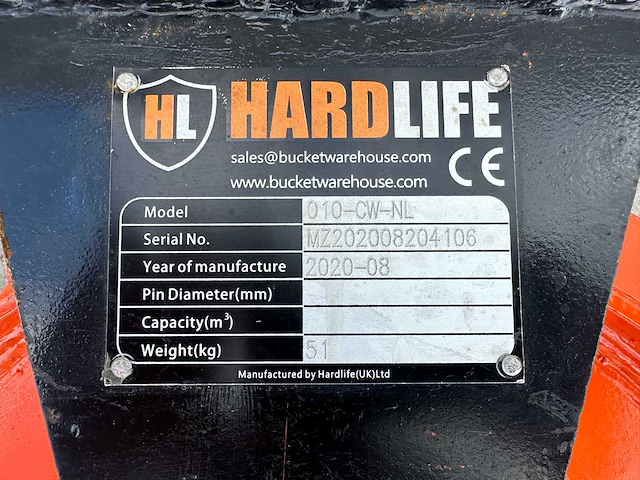 HL HARDLIFE
sales@bucketwarehouse.com
www.bucketwarehouse.com CE
Model 010-CW-NL
Serial No. MZ202008204106
Year of manufacture 2020-08
Pin Diameter(mm)
Capacity(m³)
Weight(kg) 51
Manufactured by Hardlife(UK)Ltd